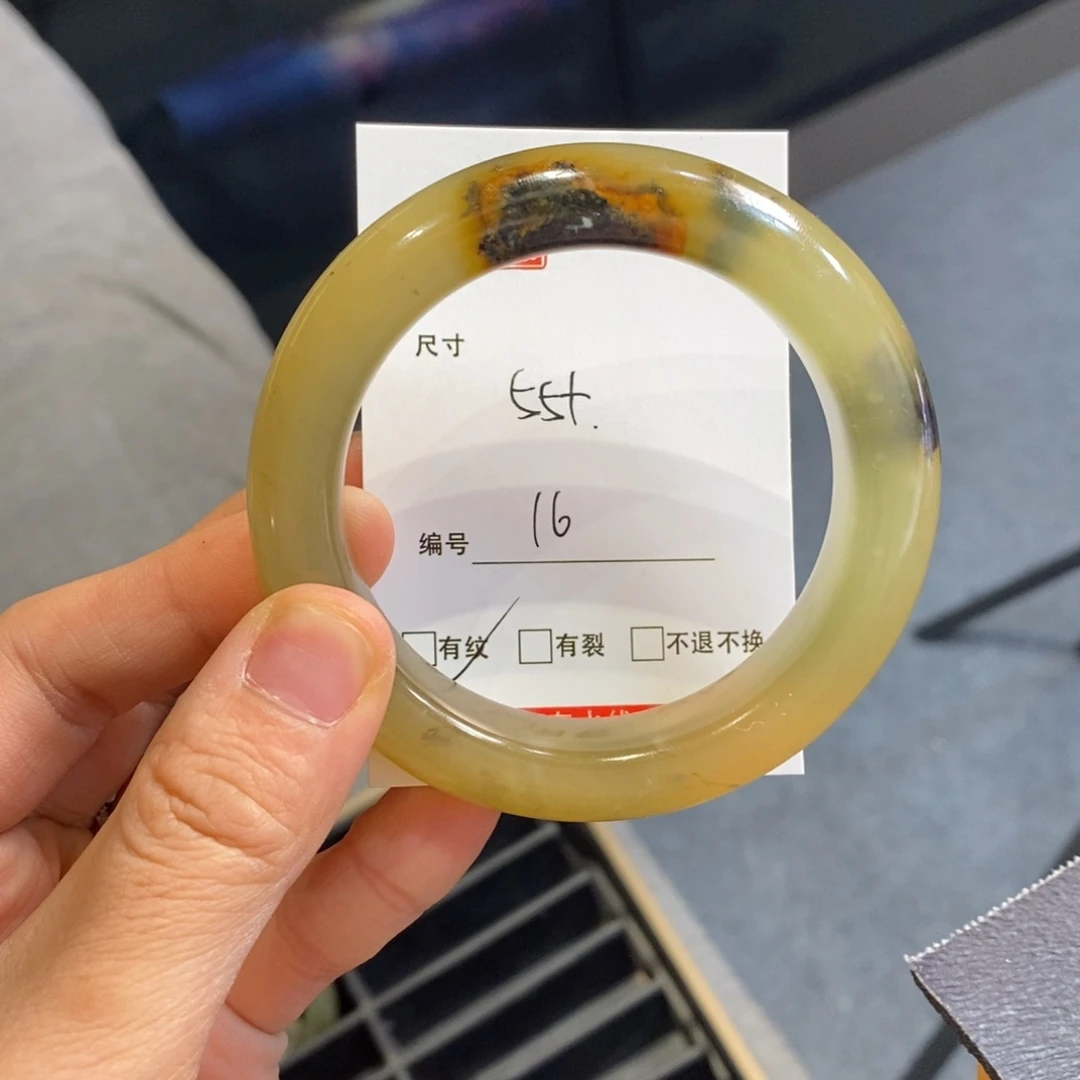 尺寸
55+.
编号 16
□有纹 □有裂 □不退不换